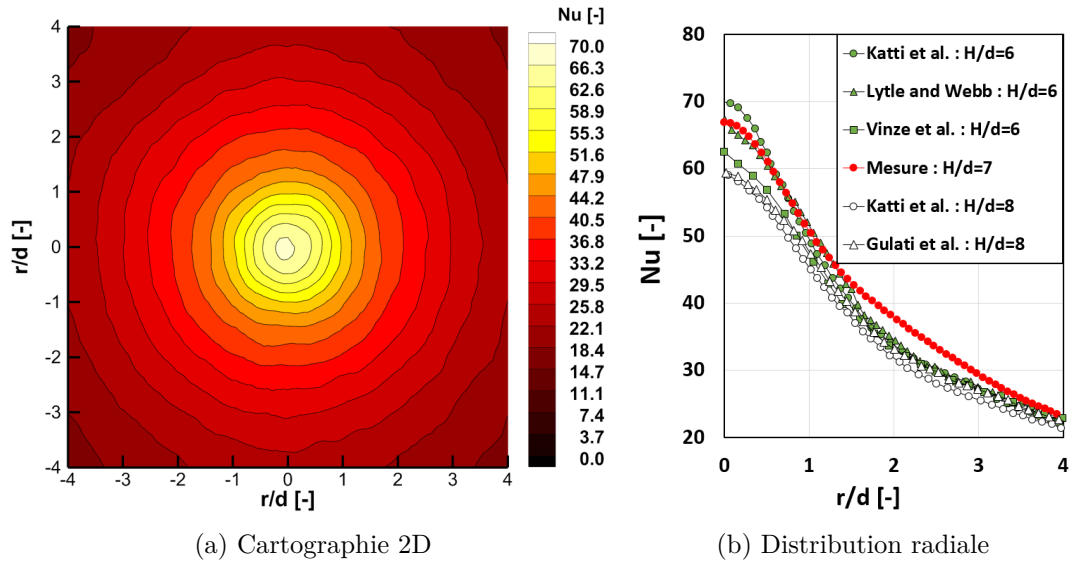 Nu [-]
70.0
66.3
62.6
58.9
55.3
51.6
47.9
44.2
40.5
36.8
33.2
29.5
25.8
22.1
18.4
14.7
11.1
7.4
3.7
0.0
4
3
2
1
0
-1
-2
-3
-4
r/d [-]
-4 -3 -2 -1 0 1 2 3 4
r/d [-]
(a) Cartographie 2D
80
70
60
50
40
30
20
Nu [-]
Katti et al. : H/d=6
Lytle and Webb : H/d=6
Vinze et al. : H/d=6
Mesure : H/d=7
Katti et al. : H/d=8
Gulati et al. : H/d=8
0 1 2 3 4
r/d [-]
(b) Distribution radiale